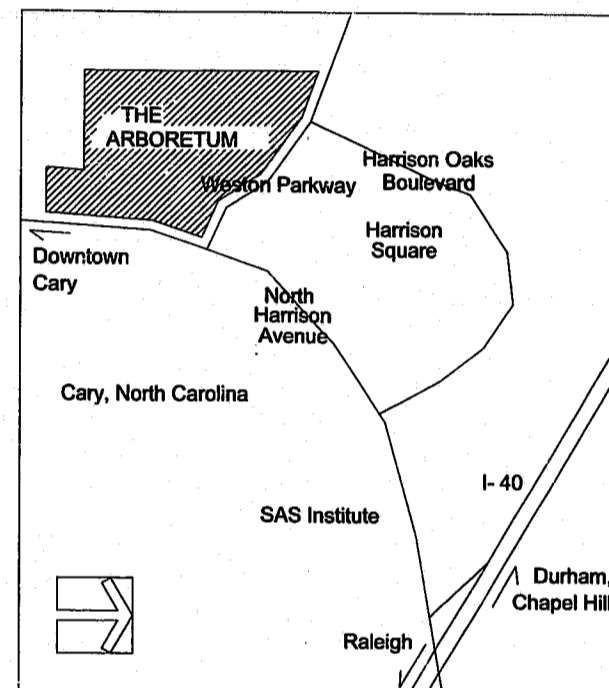 THE
ARBORETUM
Weston Parkway
Harrison Oaks
Boulevard
Harrison
Square
Downtown
Cary
North
Harrison
Avenue
Cary, North Carolina
I- 40
SAS Institute
Durham,
Chapel Hill
Raleigh